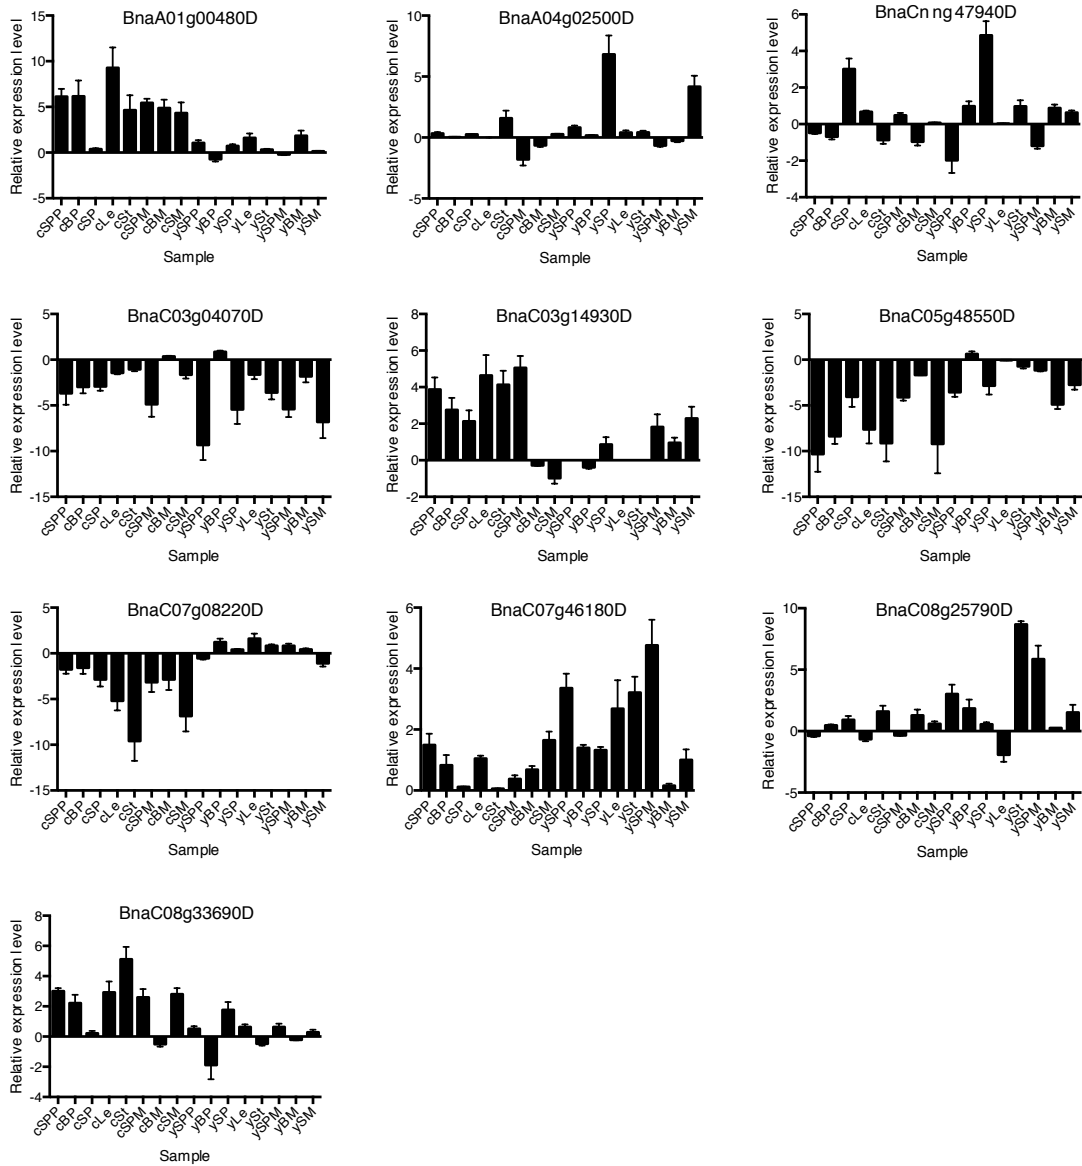 BnaA01g00480D
Relative expression level
15
10
5
0
-5
cSPP cBP cSP cLe cSt cSPM cBM cSM ySPP yBP ySP yLe ySt ySPM yBM ySM
Sample
BnaA04g02500D
Relative expression level
10
5
0
-5
cSPP cBP cSP cLe cSt cSPM cBM cSM ySPP yBP ySP yLe ySt ySPM yBM ySM
Sample
BnaCnng47940D
Relative expression level
6
4
2
0
-2
-4
cSPP cBP cSP cLe cSt cSPM cBM cSM ySPP yBP ySP yLe ySt ySPM yBM ySM
Sample
BnaC03g04070D
Relative expression level
5
0
-5
-10
-15
cSPP cBP cSP cLe cSt cSPM cBM cSM ySPP yBP ySP yLe ySt ySPM yBM ySM
Sample
BnaC03g14930D
Relative expression level
8
6
4
2
0
-2
cSPP cBP cSP cLe cSt cSPM cBM cSM ySPP yBP ySP yLe ySt ySPM yBM ySM
Sample
BnaC05g48550D
Relative expression level
5
0
-5
-10
-15
cSPP cBP cSP cLe cSt cSPM cBM cSM ySPP yBP ySP yLe ySt ySPM yBM ySM
Sample
BnaC07g08220D
Relative expression level
5
0
-5
-10
-15
cSPP cBP cSP cLe cSt cSPM cBM cSM ySPP yBP ySP yLe ySt ySPM yBM ySM
Sample
BnaC07g46180D
Relative expression level
6
4
2
0
cSPP cBP cSP cLe cSt cSPM cBM cSM ySPP yBP ySP yLe ySt ySPM yBM ySM
Sample
BnaC08g25790D
Relative expression level
10
5
0
-5
cSPP cBP cSP cLe cSt cSPM cBM cSM ySPP yBP ySP yLe ySt ySPM yBM ySM
Sample
BnaC08g33690D
Relative expression level
8
6
4
2
0
-2
-4
cSPP cBP cSP cLe cSt cSPM cBM cSM ySPP yBP ySP yLe ySt ySPM yBM ySM
Sample